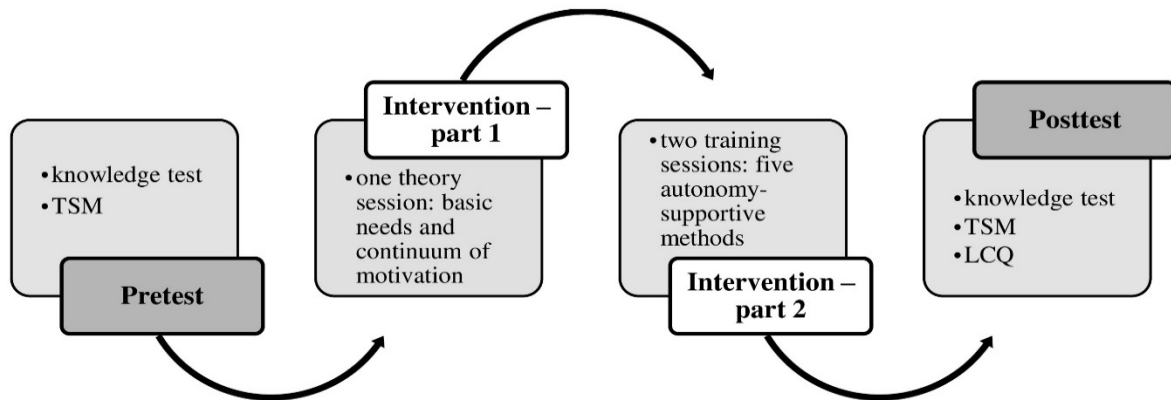 •knowledge test
•TSM
Pretest
Intervention –
part 1
•one theory
session: basic
needs and
continuum of
motivation
•two training
sessions: five
autonomy-
supportive
methods
Intervention –
part 2
Posttest
•knowledge test
•TSM
•LCQ